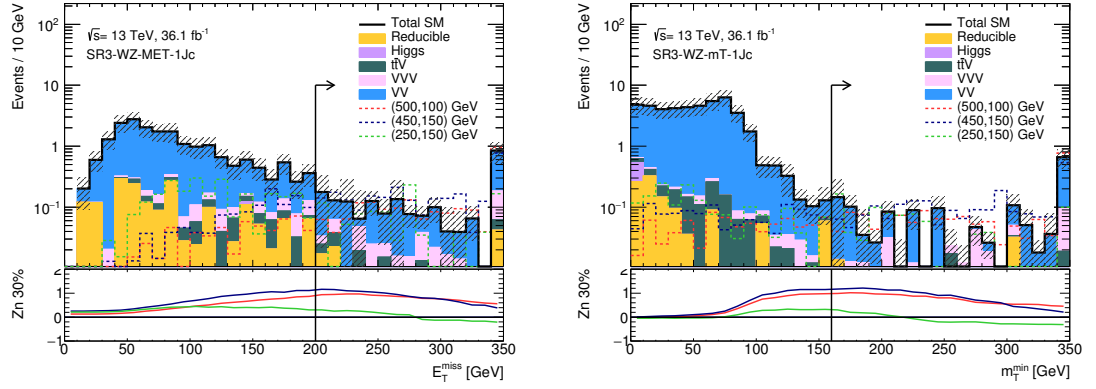 Events / 10 GeV
10²
10
1
10⁻¹
√s= 13 TeV, 36.1 fb⁻¹
SR3-WZ-MET-1Jc
Total SM
Reducible
Higgs
tt̄V
VVV
VV
(500,100) GeV
(450,150) GeV
(250,150) GeV
Zn 30%
2
1
0
−1
0 50 100 150 200 250 300 350
E_T^miss [GeV]
Events / 10 GeV
10²
10
1
10⁻¹
√s= 13 TeV, 36.1 fb⁻¹
SR3-WZ-mT-1Jc
Total SM
Reducible
Higgs
tt̄V
VVV
VV
(500,100) GeV
(450,150) GeV
(250,150) GeV
Zn 30%
2
1
0
−1
0 50 100 150 200 250 300 350
m_T^min [GeV]